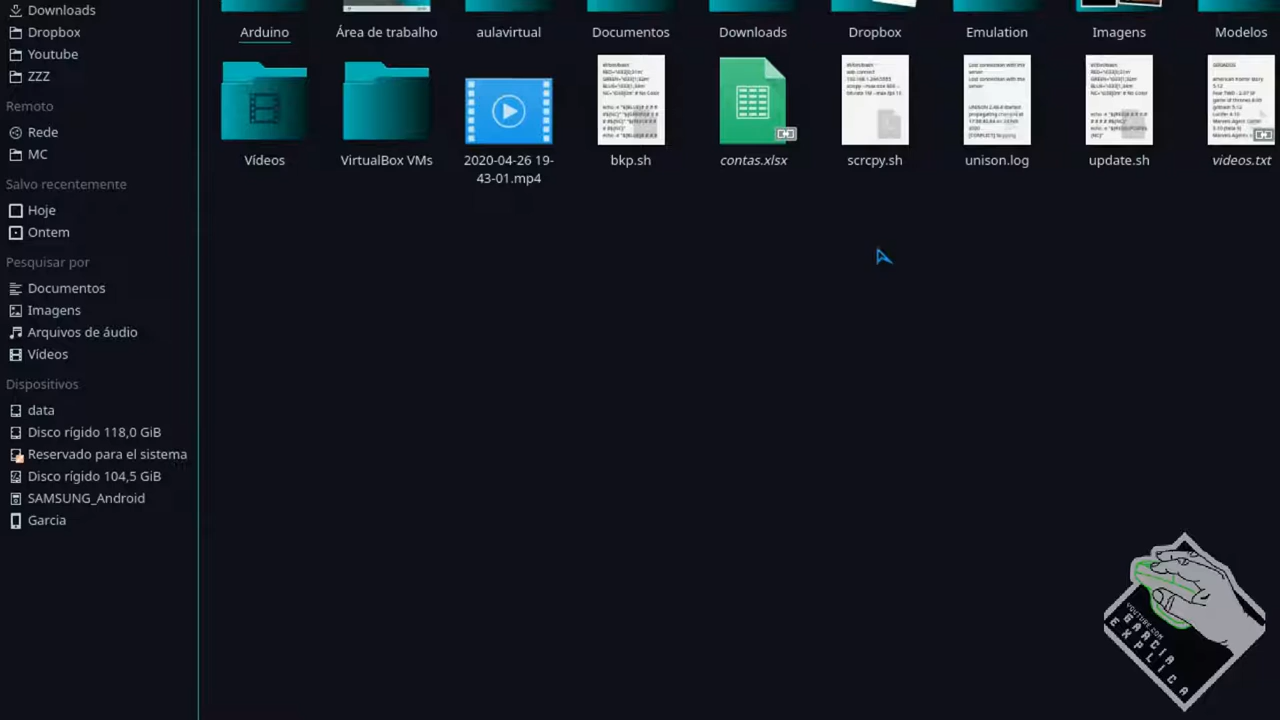 Downloads
Dropbox
Youtube
ZZZ
Remoto
Rede
MC
Salvo recentemente
Hoje
Ontem
Pesquisar por
Documentos
Imagens
Arquivos de áudio
Vídeos
Dispositivos
data
Disco rígido 118,0 GiB
Reservado para el sistema
Disco rígido 104,5 GiB
SAMSUNG_Android
Garcia
Arduino
Área de trabalho
aulavirtual
Documentos
Downloads
Dropbox
Emulation
Imagens
Modelos
Vídeos
VirtualBox VMs
2020-04-26 19-
43-01.mp4
bkp.sh
contas.xlsx
scrcpy.sh
unison.log
update.sh
videos.txt
YOUTUBE.COM
GARCIA
EXPLICA